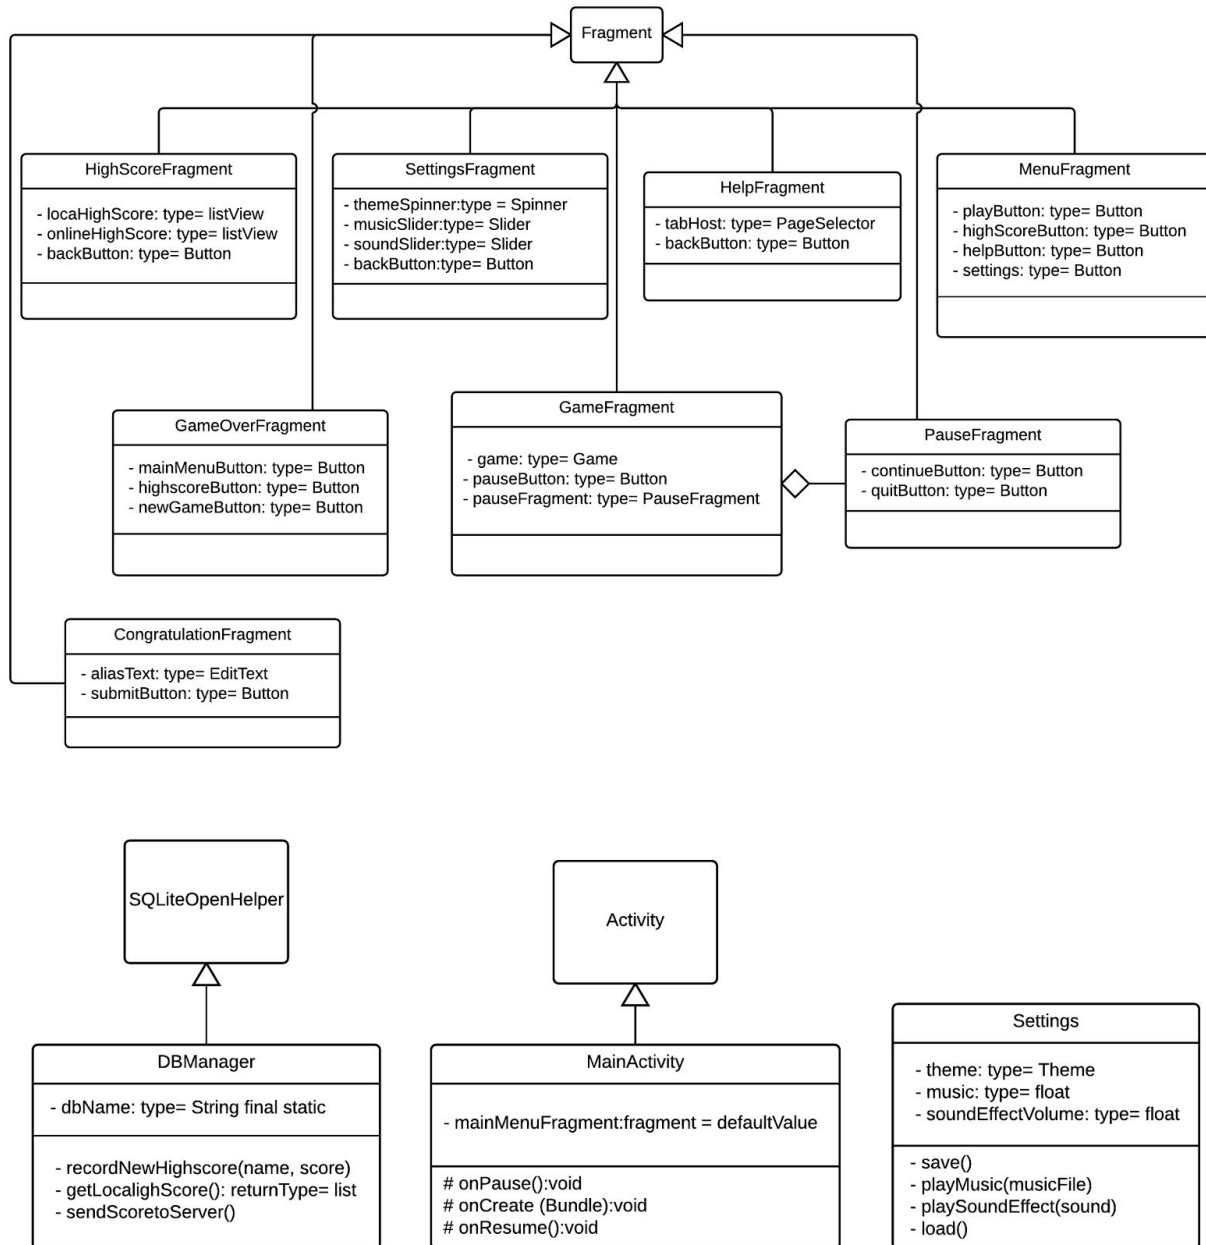 Fragment
HighScoreFragment
- locaHighScore: type= listView
- onlineHighScore: type= listView
- backButton: type= Button
SettingsFragment
- themeSpinner:type = Spinner
- musicSlider:type= Slider
- soundSlider:type= Slider
- backButton:type= Button
HelpFragment
- tabHost: type= PageSelector
- backButton: type= Button
MenuFragment
- playButton: type= Button
- highScoreButton: type= Button
- helpButton: type= Button
- settings: type= Button
GameOverFragment
- mainMenuButton: type= Button
- highscoreButton: type= Button
- newGameButton: type= Button
GameFragment
- game: type= Game
- pauseButton: type= Button
- pauseFragment: type= PauseFragment
PauseFragment
- continueButton: type= Button
- quitButton: type= Button
CongratulationFragment
- aliasText: type= EditText
- submitButton: type= Button
SQLiteOpenHelper
Activity
DBManager
- dbName: type= String final static
- recordNewHighscore(name, score)
- getLocalighScore(): returnType= list
- sendScoretoServer()
MainActivity
- mainMenuFragment:fragment = defaultValue
# onPause():void
# onCreate (Bundle):void
# onResume():void
Settings
- theme: type= Theme
- music: type= float
- soundEffectVolume: type= float
- save()
- playMusic(musicFile)
- playSoundEffect(sound)
- load()